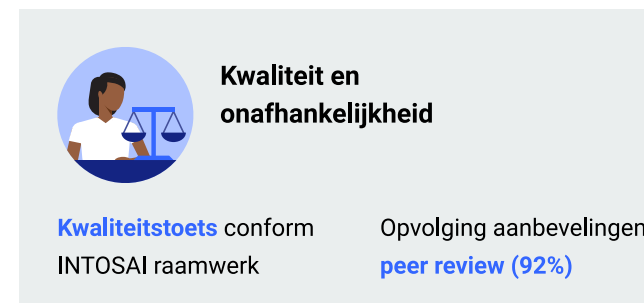 Kwaliteit en
onafhankelijkheid
Kwaliteitstoets conform
INTOSAI raamwerk
Opvolging aanbevelingen
peer review (92%)